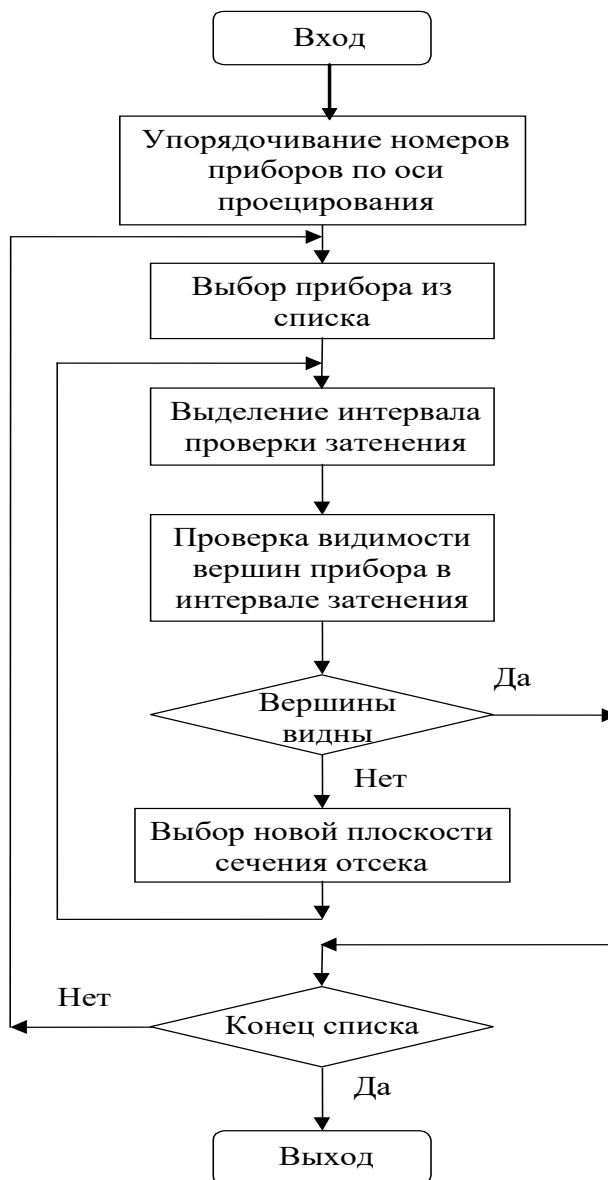 Вход
Упорядочивание номеров
приборов по оси
проецирования
Выбор прибора из
списка
Выделение интервала
проверки затенения
Проверка видимости
вершин прибора в
интервале затенения
Да
Вершины
видны
Нет
Выбор новой плоскости
сечения отсека
Нет
Конец списка
Да
Выход